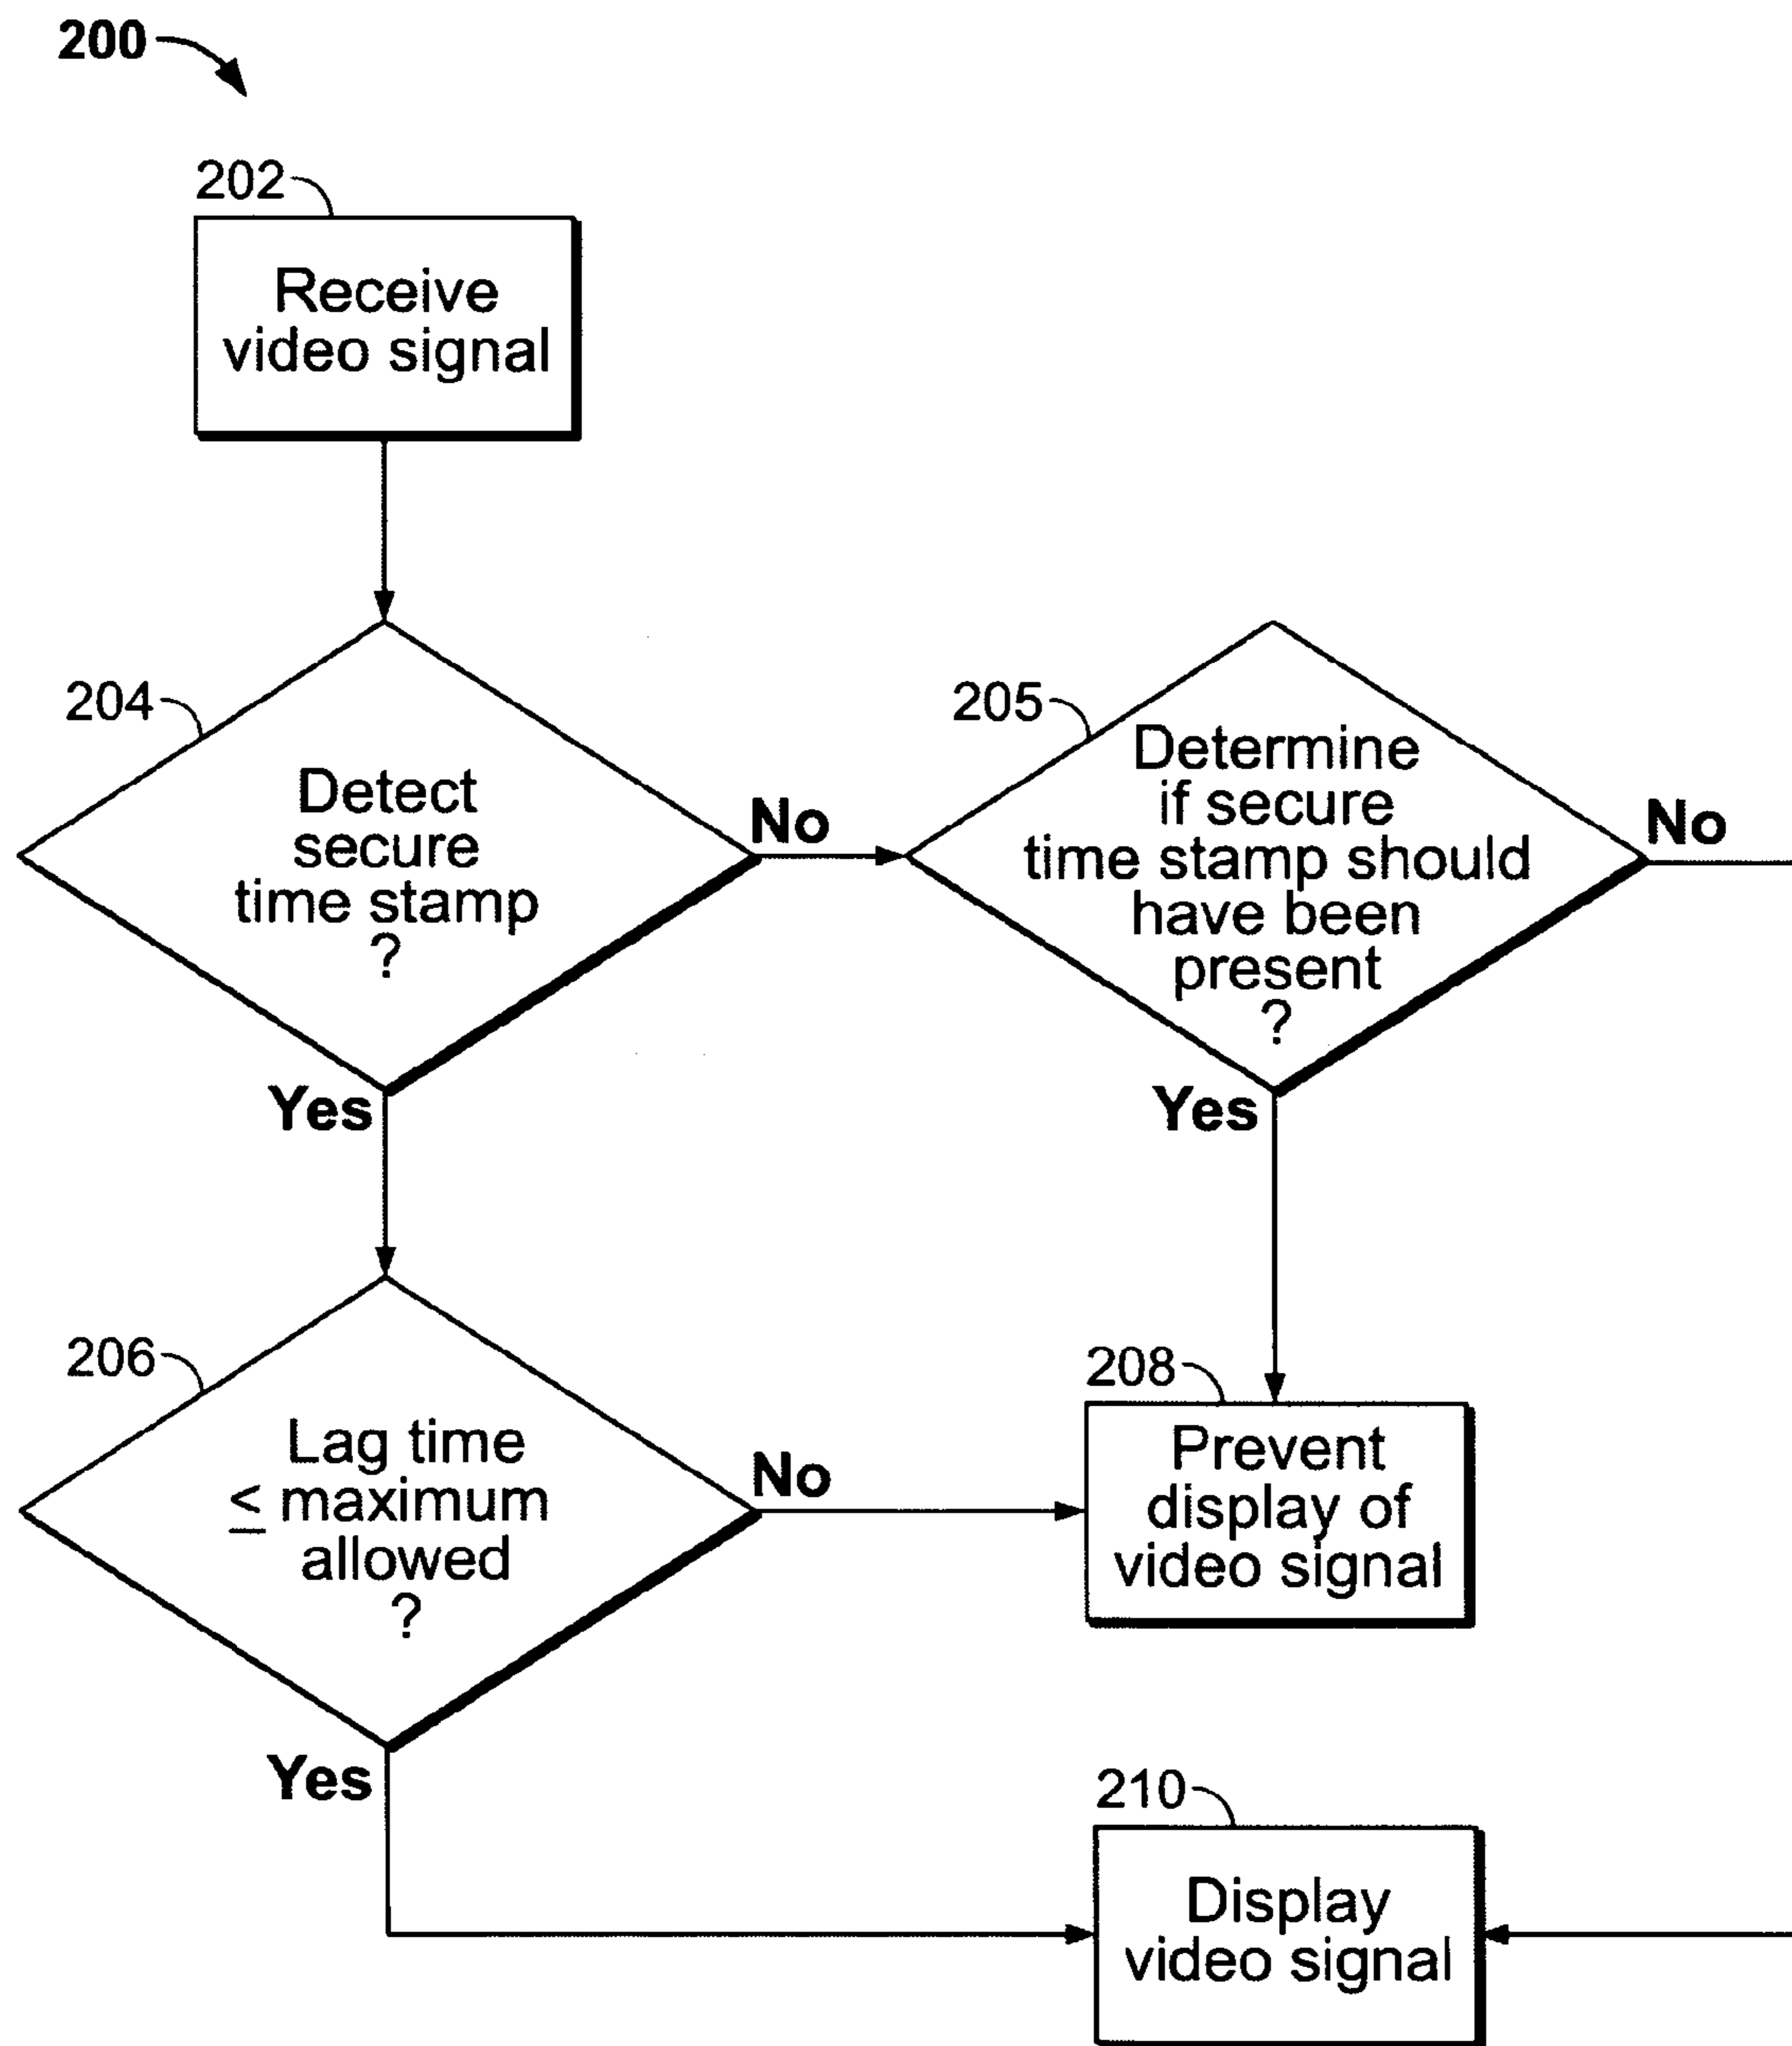 200
202
Receive
video signal
204
Detect
secure
time stamp
?
No
Yes
205
Determine
if secure
time stamp should
have been
present
?
No
Yes
206
Lag time
≤ maximum
allowed
?
No
Yes
208
Prevent
display of
video signal
210
Display
video signal